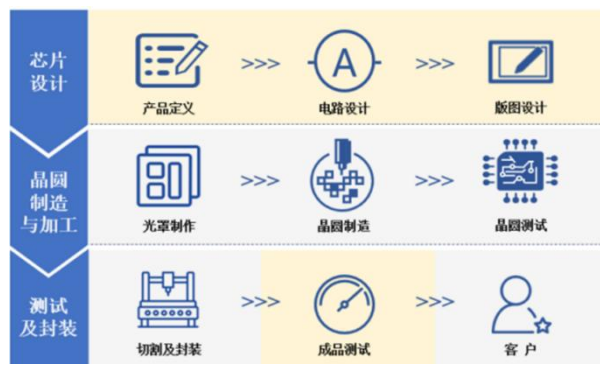 芯片
设计
产品定义
>>>
A
电路设计
>>>
版图设计
晶圆
制造
与加工
光罩制作
>>>
晶圆制造
>>>
晶圆测试
测试
及封装
切割及封装
>>>
成品测试
>>>
客 户